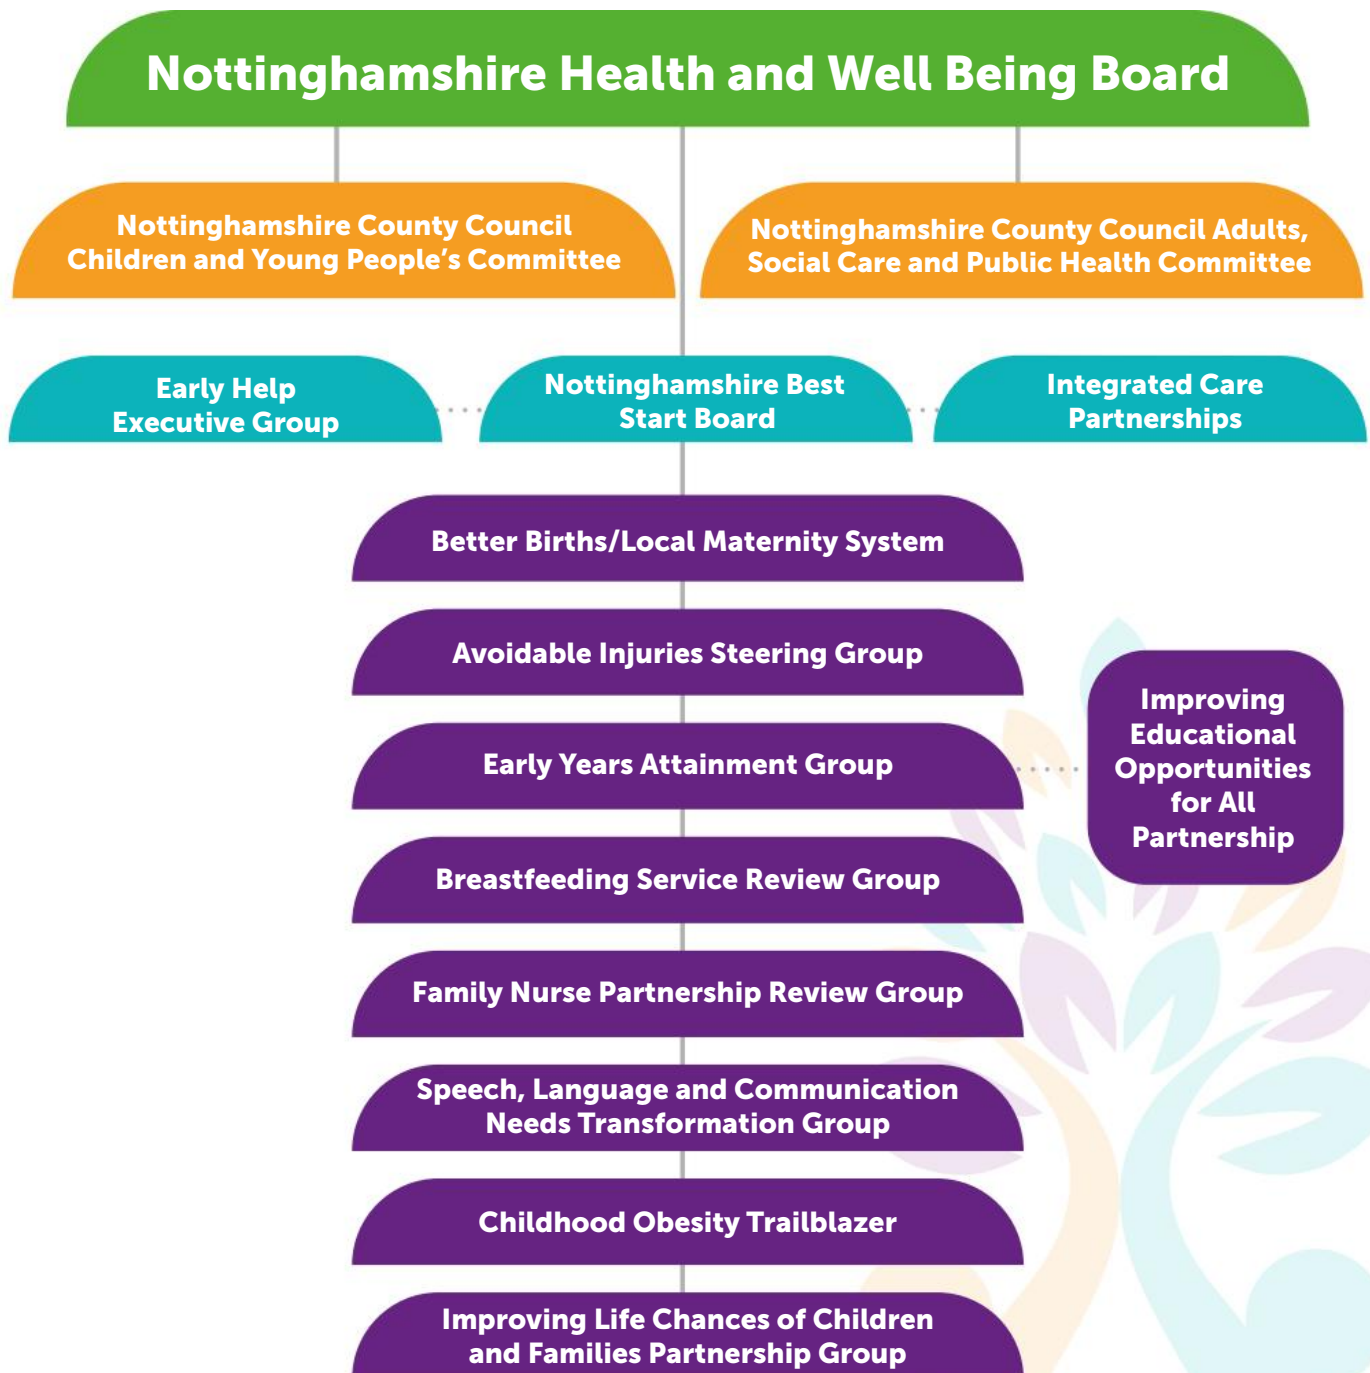 Nottinghamshire Health and Well Being Board
Nottinghamshire County Council
Children and Young People's Committee
Nottinghamshire County Council Adults,
Social Care and Public Health Committee
Early Help
Executive Group
Nottinghamshire Best
Start Board
Integrated Care
Partnerships
Better Births/Local Maternity System
Avoidable Injuries Steering Group
Early Years Attainment Group
Improving
Educational
Opportunities
for All
Partnership
Breastfeeding Service Review Group
Family Nurse Partnership Review Group
Speech, Language and Communication
Needs Transformation Group
Childhood Obesity Trailblazer
Improving Life Chances of Children
and Families Partnership Group